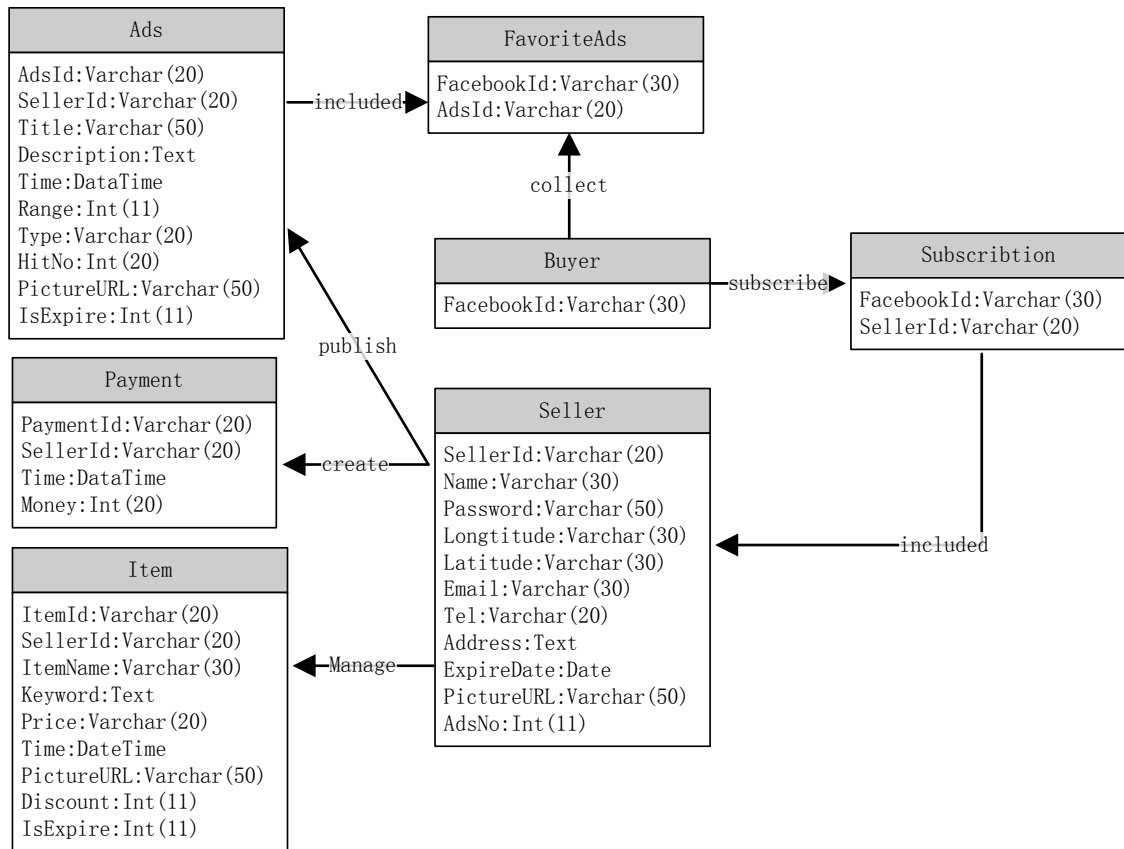 Ads
AdsId:Varchar(20)
SellerId:Varchar(20)
Title:Varchar(50)
Description:Text
Time:DataTime
Range:Int(11)
Type:Varchar(20)
HitNo:Int(20)
PictureURL:Varchar(50)
IsExpire:Int(11)
included
FavoriteAds
FacebookId:Varchar(30)
AdsId:Varchar(20)
collect
Buyer
FacebookId:Varchar(30)
subscribe
Subscribtion
FacebookId:Varchar(30)
SellerId:Varchar(20)
publish
Payment
PaymentId:Varchar(20)
SellerId:Varchar(20)
Time:DataTime
Money:Int(20)
create
Seller
SellerId:Varchar(20)
Name:Varchar(30)
Password:Varchar(50)
Longtitude:Varchar(30)
Latitude:Varchar(30)
Email:Varchar(30)
Tel:Varchar(20)
Address:Text
ExpireDate:Date
PictureURL:Varchar(50)
AdsNo:Int(11)
included
Item
ItemId:Varchar(20)
SellerId:Varchar(20)
ItemName:Varchar(30)
Keyword:Text
Price:Varchar(20)
Time:DateTime
PictureURL:Varchar(50)
Discount:Int(11)
IsExpire:Int(11)
Manage